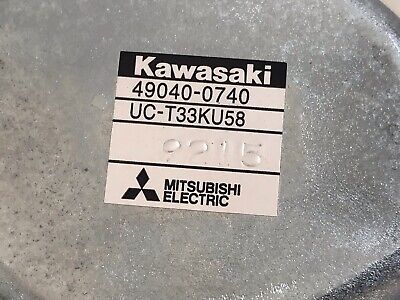 Kawasaki
49040-0740
UC-T33KU58
9215
MITSUBISHI
ELECTRIC